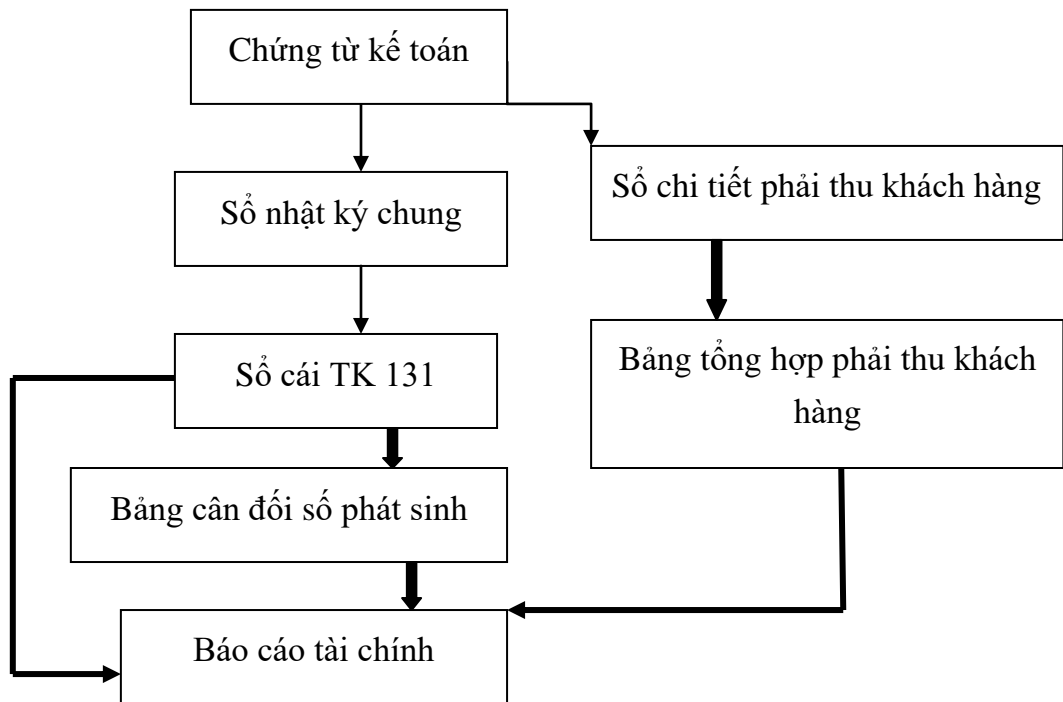 Chứng từ kế toán
Sổ chi tiết phải thu khách hàng
Sổ nhật ký chung
Sổ cái TK 131
Bảng tổng hợp phải thu khách
hàng
Bảng cân đối số phát sinh
Báo cáo tài chính